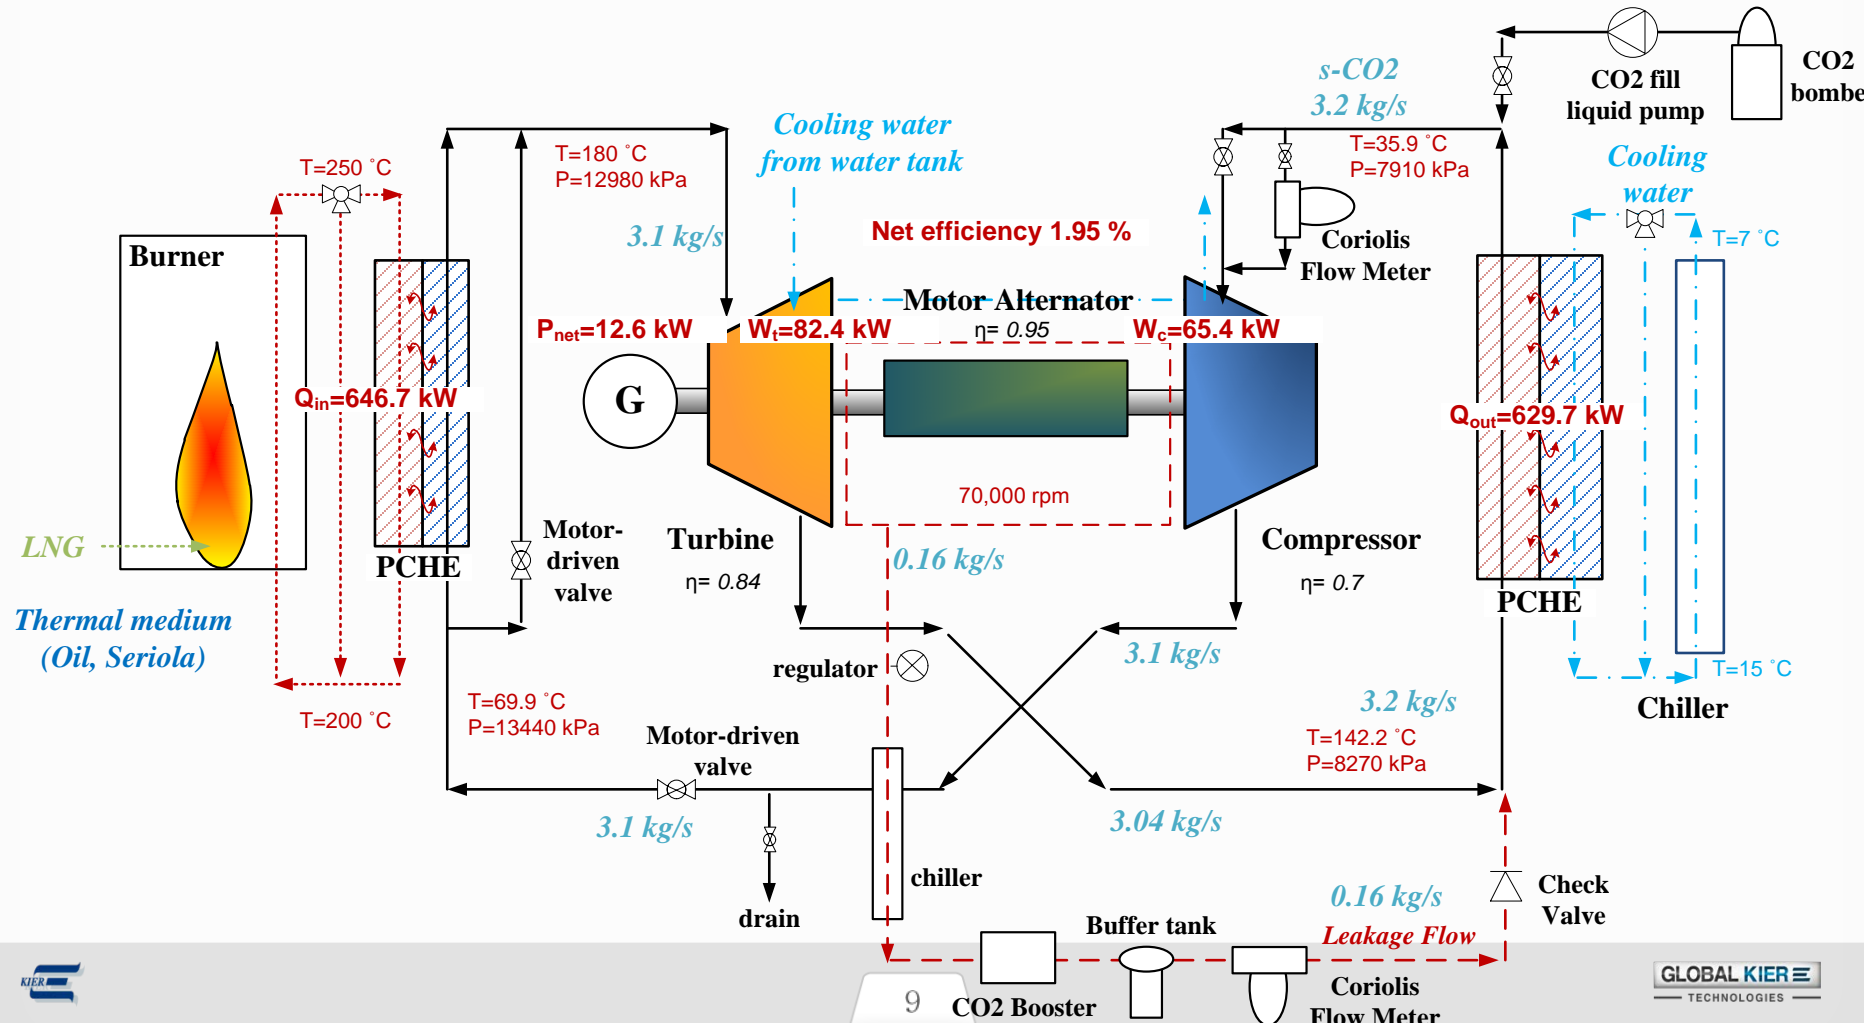 s-CO2
3.2 kg/s
T=35.9 ˚C
P=7910 kPa
CO2 fill
liquid pump
CO2
bombe
Cooling water
from water tank
T=180 ˚C
P=12980 kPa
T=250 ˚C
3.1 kg/s
Net efficiency 1.95 %
Coriolis
Flow Meter
Cooling
water
T=7 ˚C
Burner
Motor Alternator
η= 0.95
Pnet=12.6 kW
Wt=82.4 kW
Wc=65.4 kW
Qin=646.7 kW
G
Qout=629.7 kW
70,000 rpm
LNG
PCHE
Motor-
driven
valve
Turbine
η= 0.84
0.16 kg/s
Compressor
η= 0.7
PCHE
Thermal medium
(Oil, Seriola)
regulator
3.1 kg/s
T=15 ˚C
T=200 ˚C
T=69.9 ˚C
P=13440 kPa
Motor-driven
valve
3.2 kg/s
T=142.2 ˚C
P=8270 kPa
Chiller
3.1 kg/s
3.04 kg/s
drain
chiller
0.16 kg/s
Leakage Flow
Check
Valve
Buffer tank
CO2 Booster
Coriolis
Flow Meter
KIER
9
GLOBAL KIER
TECHNOLOGIES